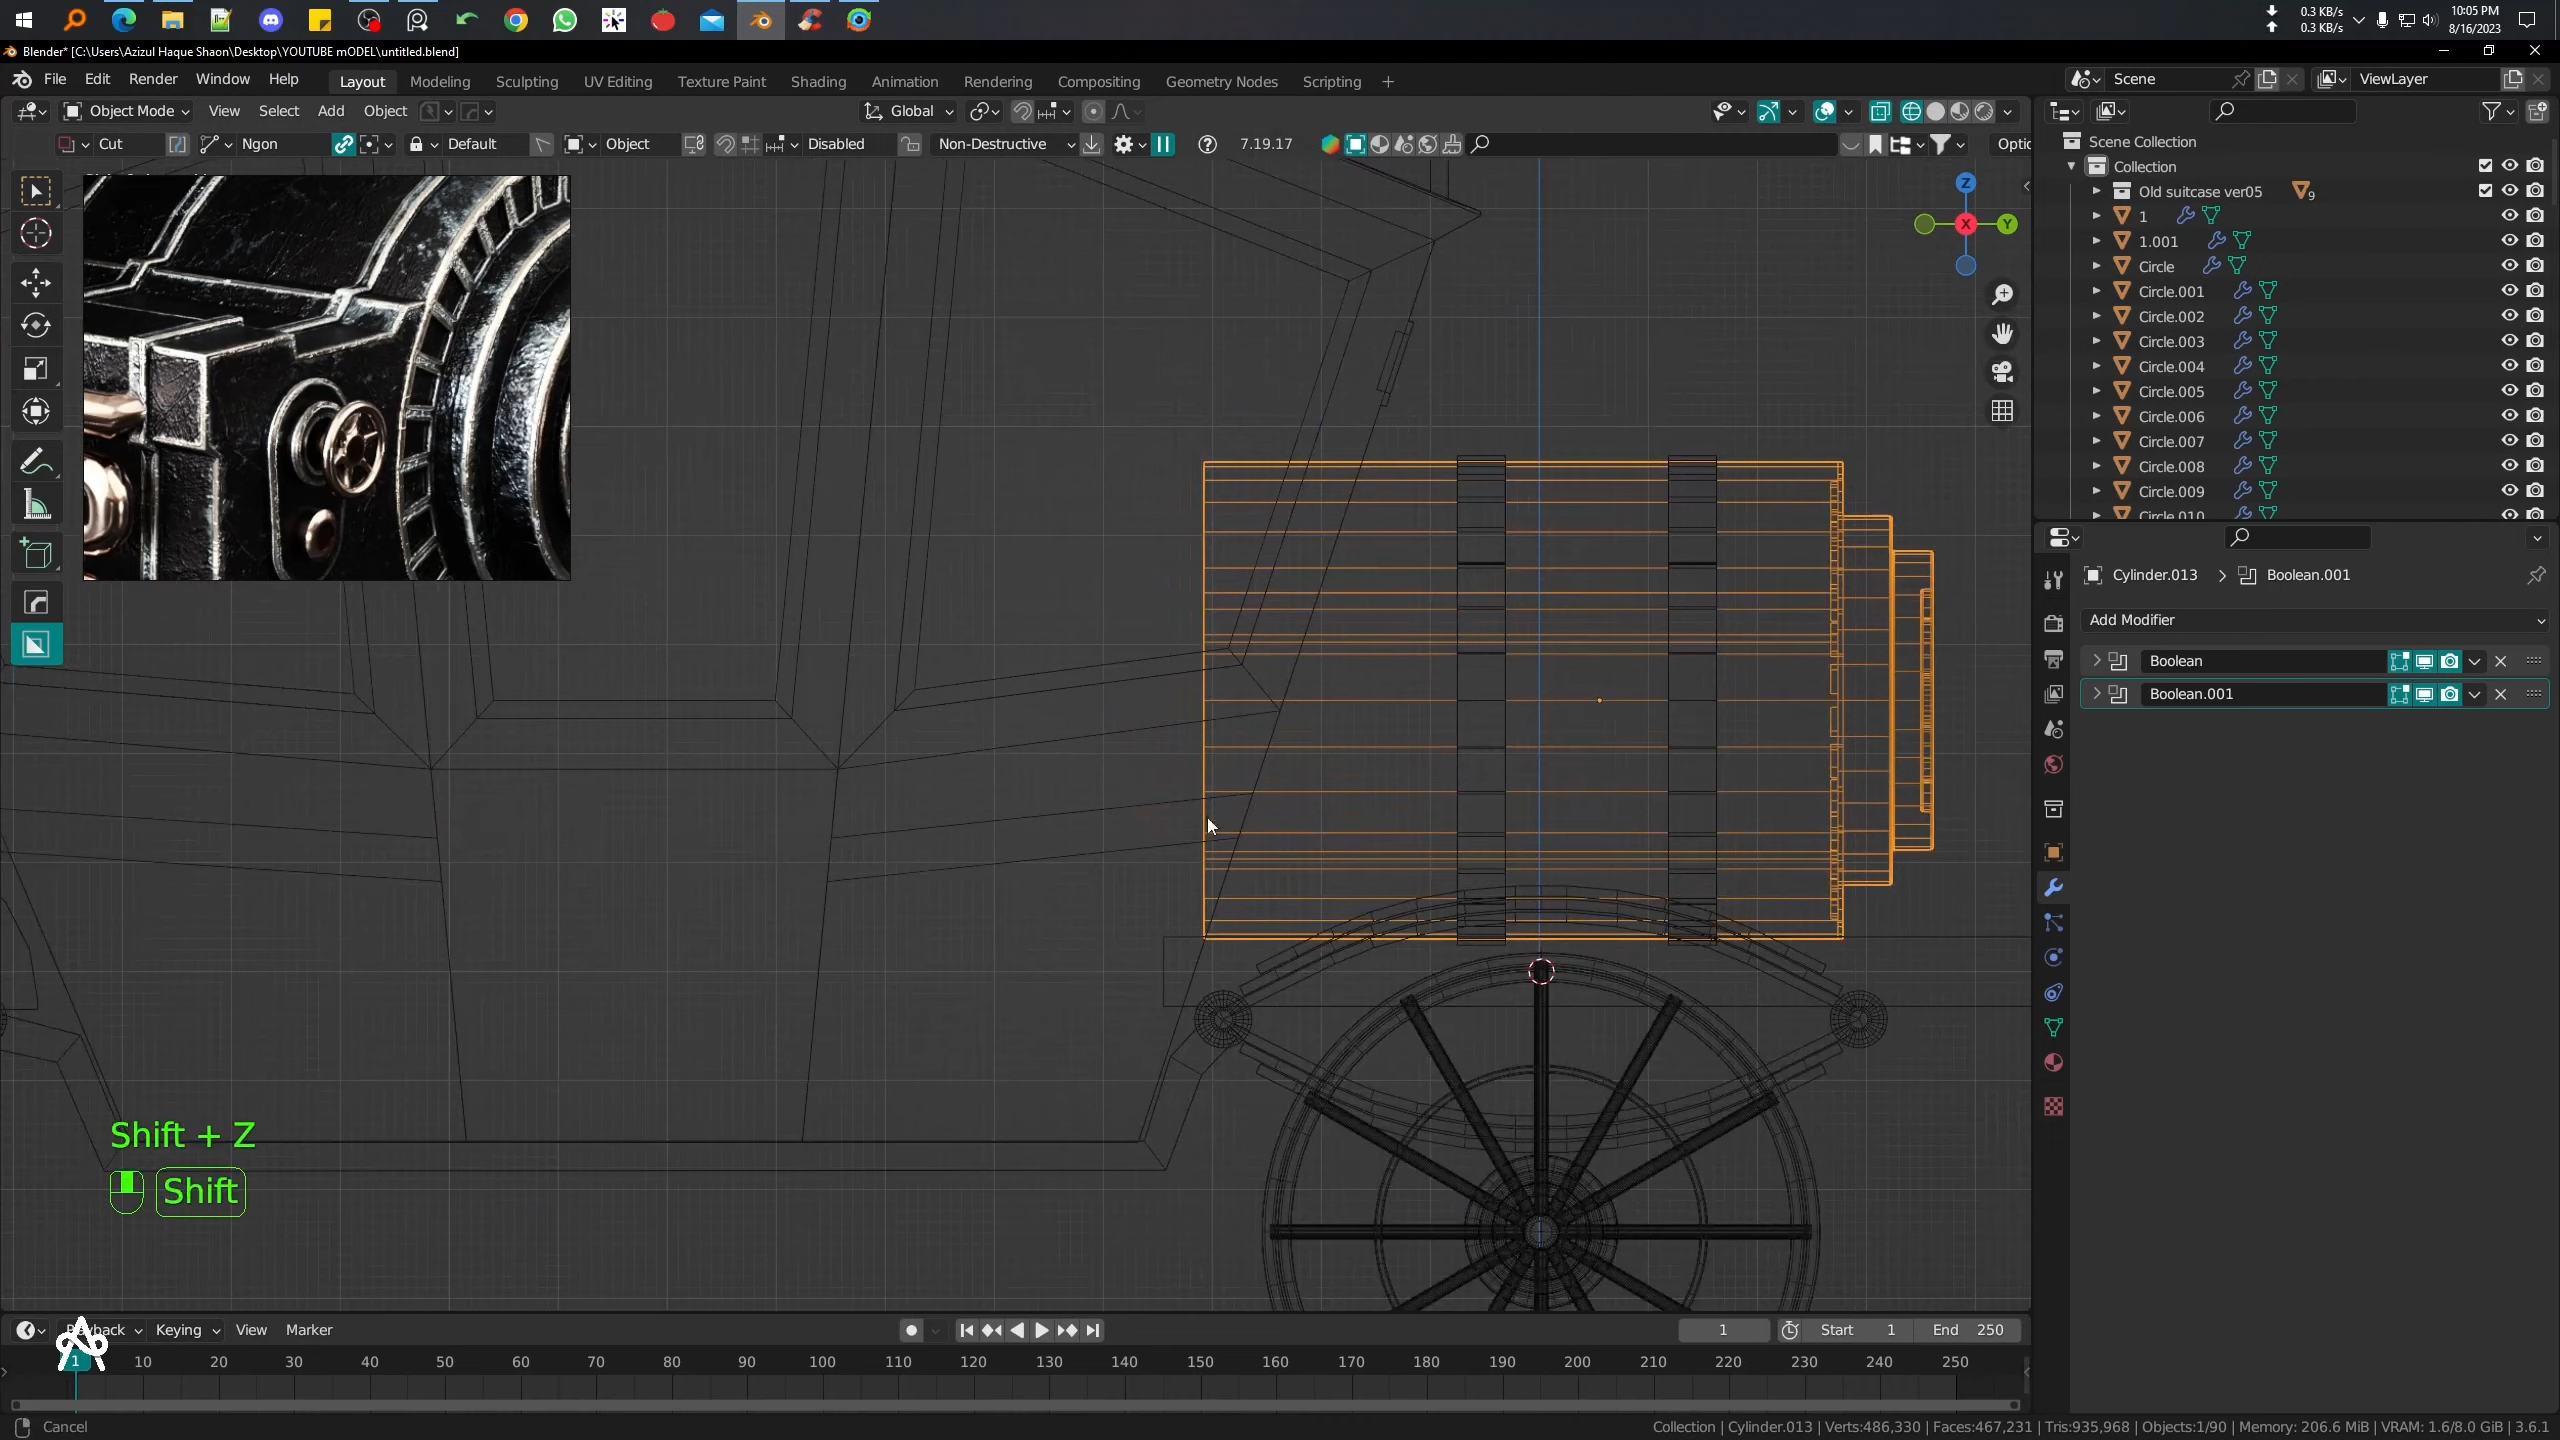 0.3 KB/s
0.3 KB/s
10:05 PM
8/16/2023
Blender* [C:\Users\Azizul Haque Shaon\Desktop\YOUTUBE mODEL\untitled.blend]
File Edit Render Window Help Layout Modeling Sculpting UV Editing Texture Paint Shading Animation Rendering Compositing Geometry Nodes Scripting + Scene ViewLayer
Object Mode View Select Add Object Global
Cut Ngon Default Object Disabled Non-Destructive 7.19.17 Optic
Scene Collection
Collection
Old suitcase ver05 9
1
1.001
Circle
Circle.001
Circle.002
Circle.003
Circle.004
Circle.005
Circle.006
Circle.007
Circle.008
Circle.009
Circle.010
Z
X
Y
Cylinder.013 > Boolean.001
Add Modifier
Boolean
Boolean.001
Shift + Z
Shift
Keying View Marker 1 Start 1 End 250
1 10 20 30 40 50 60 70 80 90 100 110 120 130 140 150 160 170 180 190 200 210 220 230 240 250
Cancel
Collection | Cylinder.013 | Verts:486,330 | Faces:467,231 | Tris:935,968 | Objects:1/90 | Memory: 206.6 MiB | VRAM: 1.6/8.0 GiB | 3.6.1